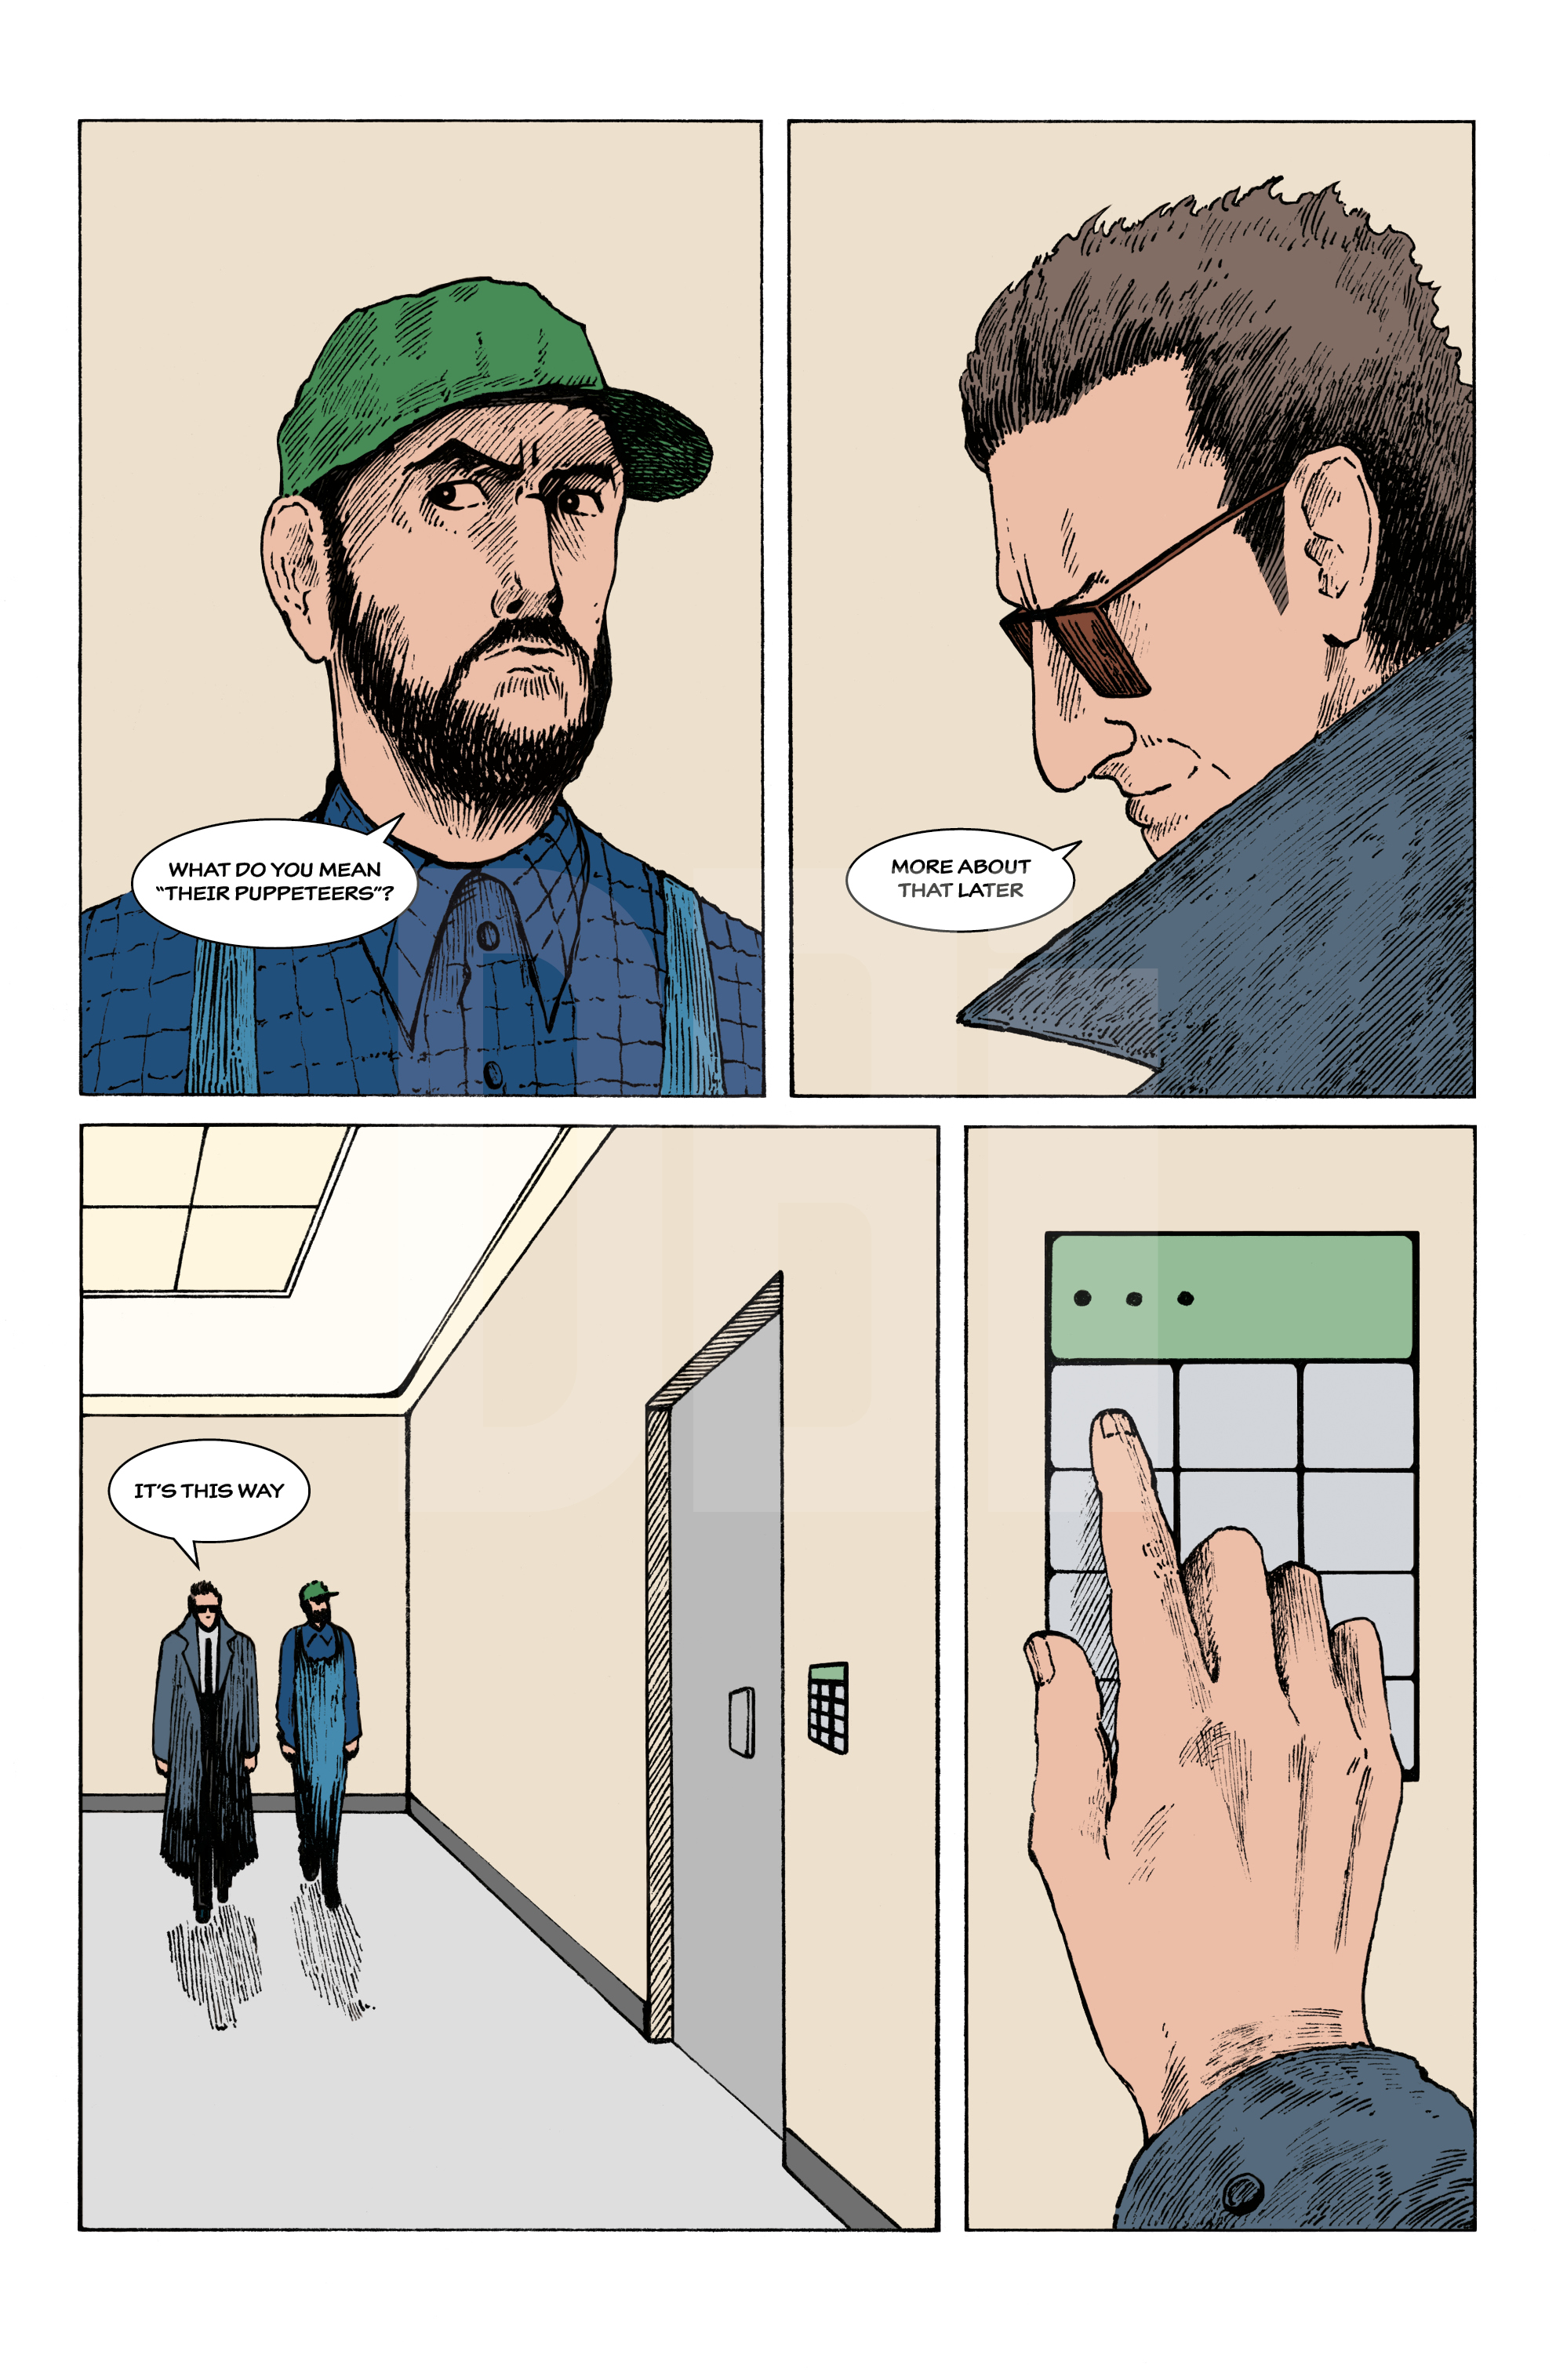 WHAT DO YOU MEAN
“THEIR PUPPETEERS”?
MORE ABOUT
THAT LATER
IT'S THIS WAY